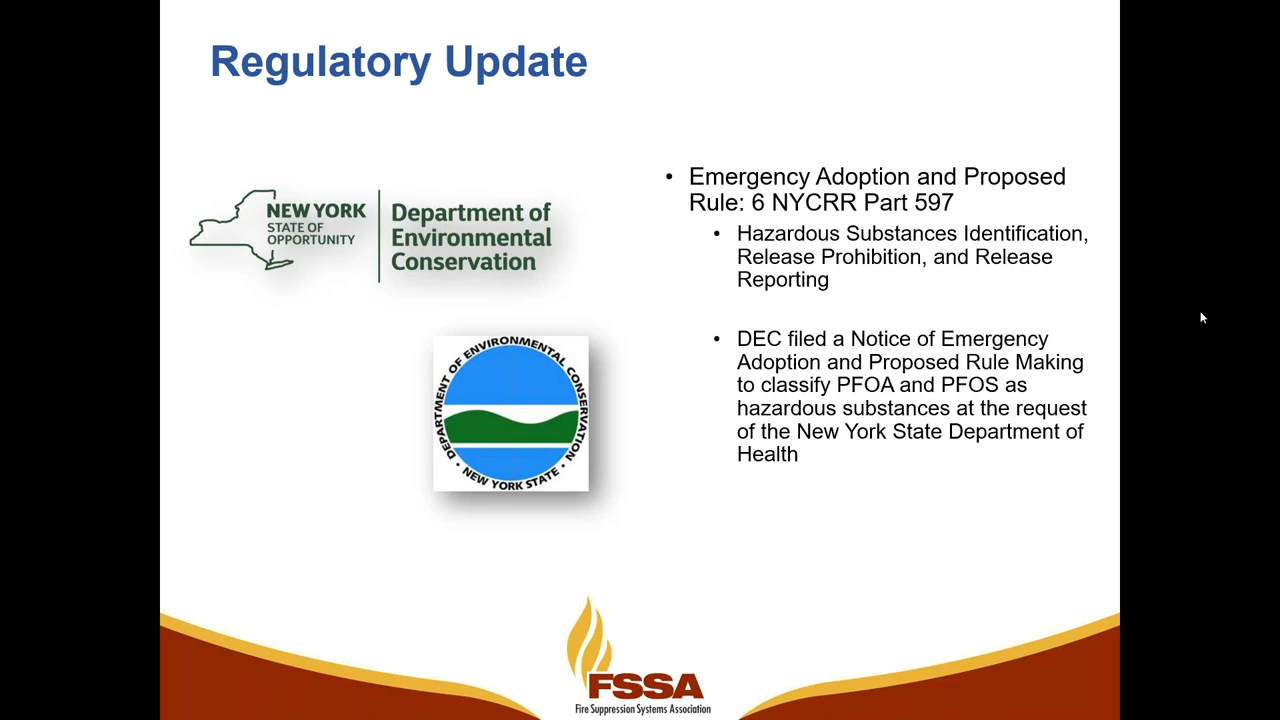 Regulatory Update
NEW YORK
STATE OF
OPPORTUNITY
Department of
Environmental
Conservation
DEPARTMENT OF ENVIRONMENTAL CONSERVATION
• NEW YORK STATE •
• Emergency Adoption and Proposed
Rule: 6 NYCRR Part 597
• Hazardous Substances Identification,
Release Prohibition, and Release
Reporting
• DEC filed a Notice of Emergency
Adoption and Proposed Rule Making
to classify PFOA and PFOS as
hazardous substances at the request
of the New York State Department of
Health
FSSA
Fire Suppression Systems Association